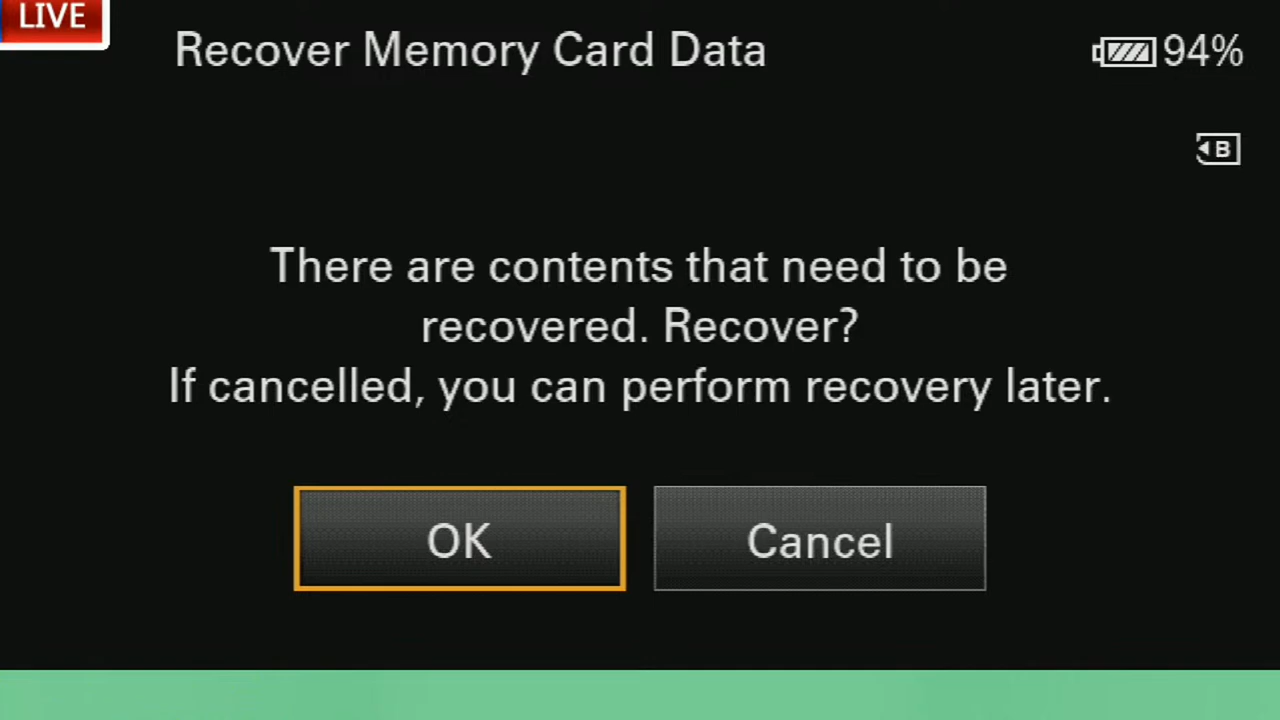 LIVE
Recover Memory Card Data
94%
B
There are contents that need to be
recovered. Recover?
If cancelled, you can perform recovery later.
OK
Cancel